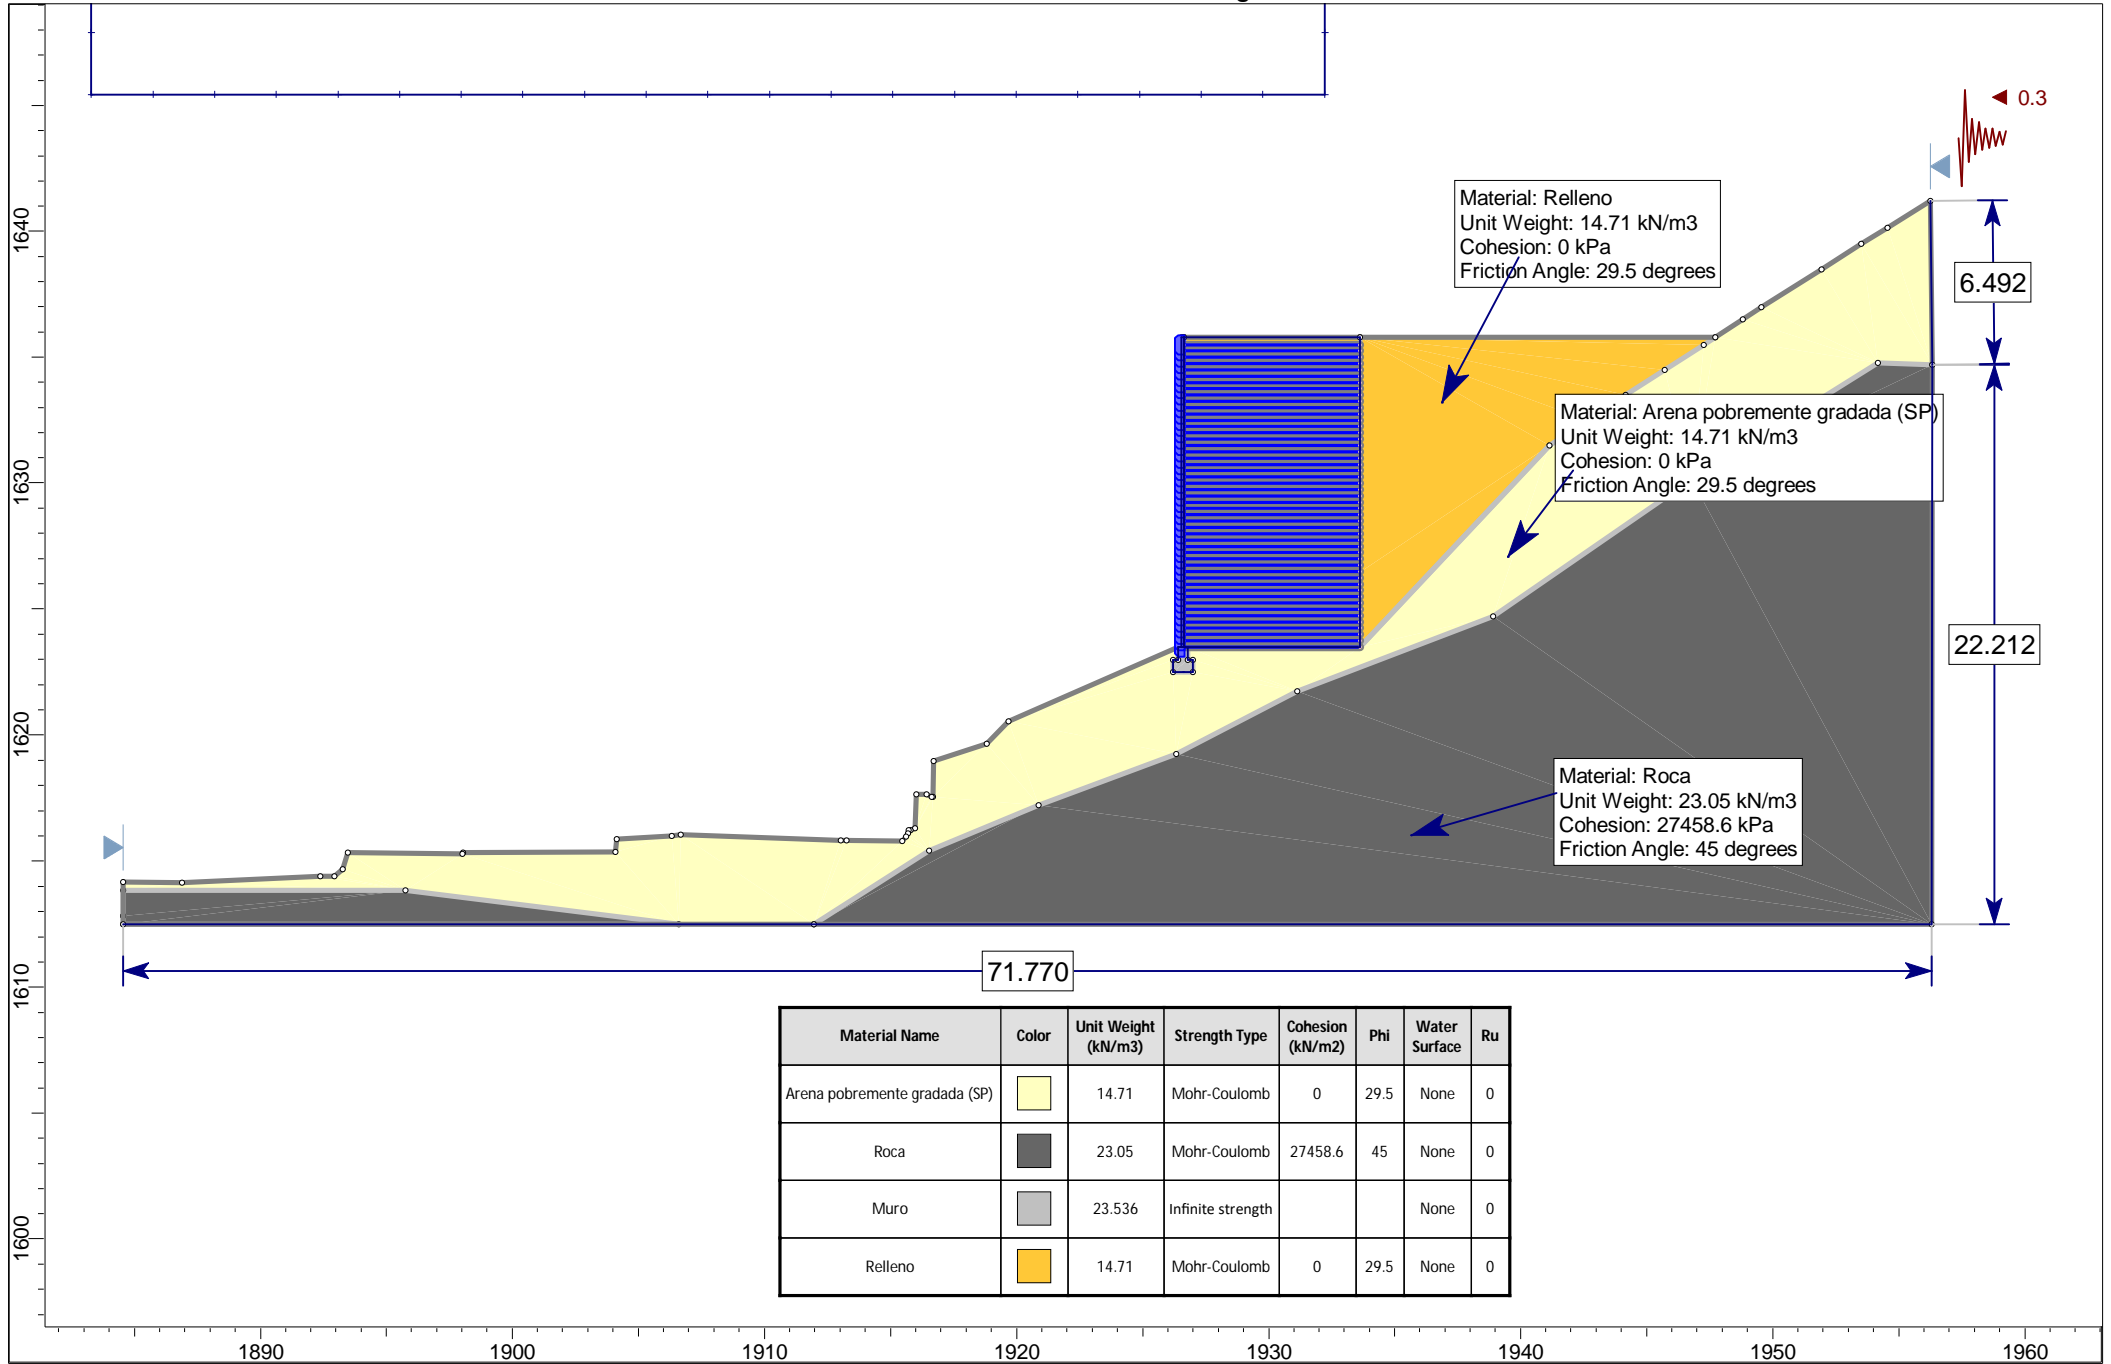 0.3
Material: Relleno
Unit Weight: 14.71 kN/m3
Cohesion: 0 kPa
Friction Angle: 29.5 degrees
6.492
Material: Arena pobremente gradada (SP)
Unit Weight: 14.71 kN/m3
Cohesion: 0 kPa
Friction Angle: 29.5 degrees
22.212
Material: Roca
Unit Weight: 23.05 kN/m3
Cohesion: 27458.6 kPa
Friction Angle: 45 degrees
71.770
1640
1630
1620
1610
1600
Material Name Color Unit Weight (kN/m3) Strength Type Cohesion (kN/m2) Phi Water Surface Ru
Arena pobremente gradada (SP) 14.71 Mohr-Coulomb 0 29.5 None 0
Roca 23.05 Mohr-Coulomb 27458.6 45 None 0
Muro 23.536 Infinite strength None 0
Relleno 14.71 Mohr-Coulomb 0 29.5 None 0
1890 1900 1910 1920 1930 1940 1950 1960